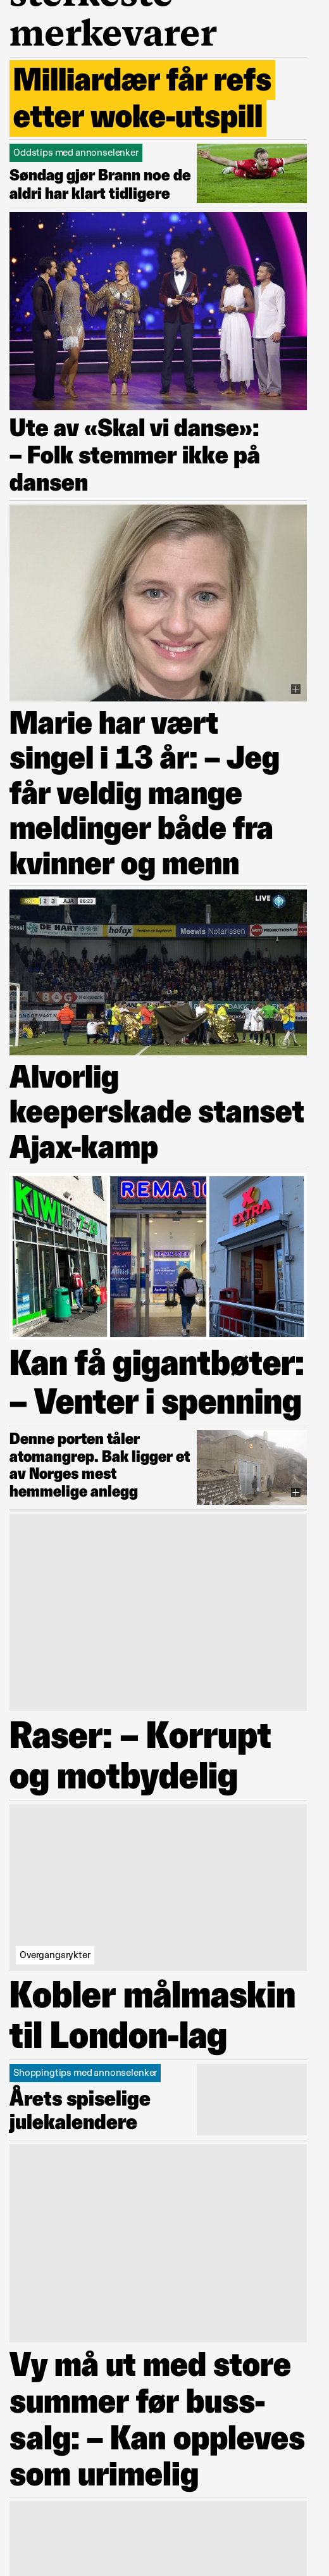 sterkeste
merkevarer
Milliardær får refs
etter woke-utspill
Oddstips med annonselenker
Søndag gjør Brann noe de
aldri har klart tidligere
Ute av «Skal vi danse»:
– Folk stemmer ikke på
dansen
Marie har vært
singel i 13 år: – Jeg
får veldig mange
meldinger både fra
kvinner og menn
2 3 AJA 88:23
LIVE
DE HART
hofax
Meewis Notarissen
Alvorlig
keeperskade stanset
Ajax-kamp
KIWI
REMA 10
EXTRA
Kan få gigantbøter:
– Venter i spenning
Denne porten tåler
atomangrep. Bak ligger et
av Norges mest
hemmelige anlegg
Raser: – Korrupt
og motbydelig
Overgangsrykter
Kobler målmaskin
til London-lag
Shoppingtips med annonselenker
Årets spiselige
julekalendere
Vy må ut med store
summer før buss-
salg: – Kan oppleves
som urimelig